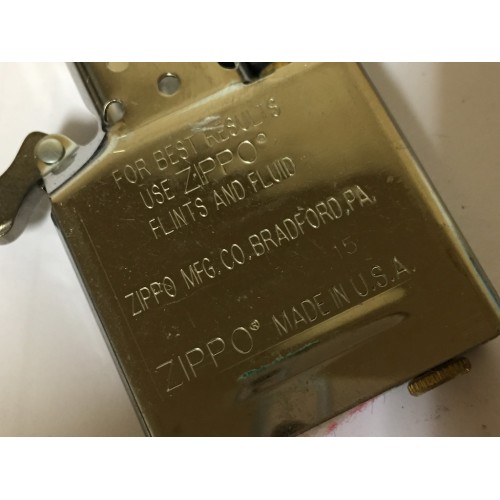 FOR BEST RESULTS
USE ZIPPO®
FLINTS AND FLUID
ZIPPO MFG. CO. BRADFORD, PA.
15
ZIPPO® MADE IN U.S.A.